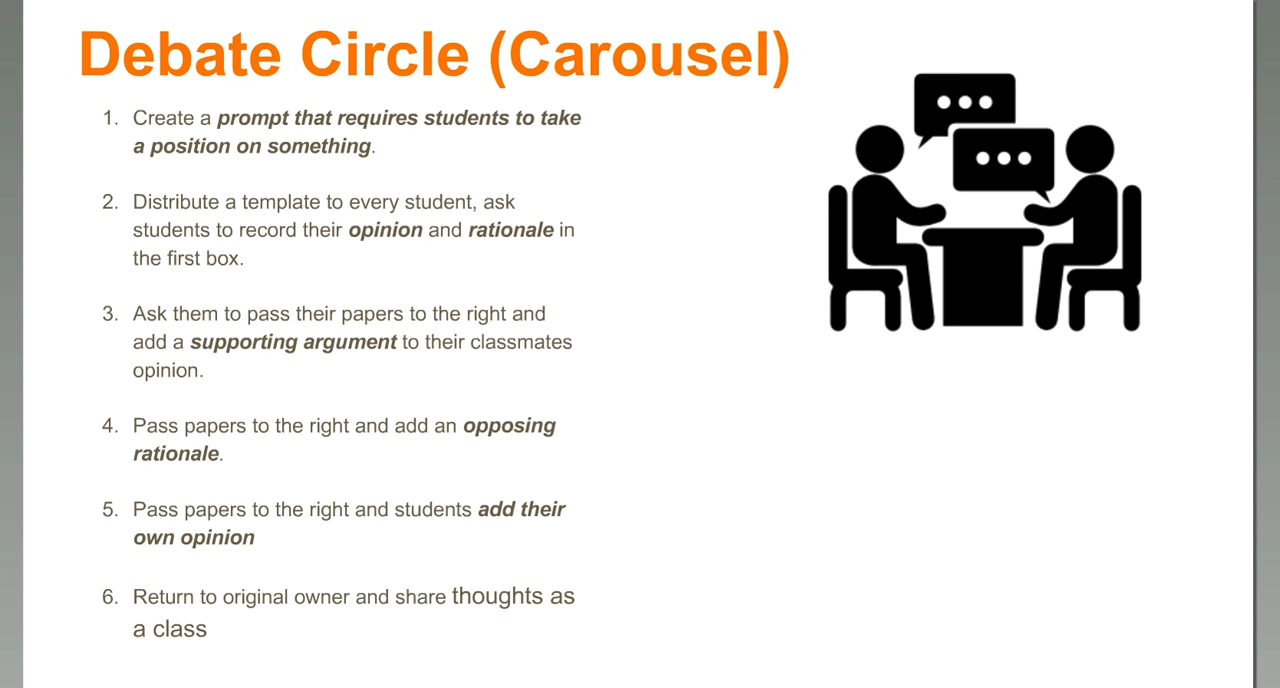 Debate Circle (Carousel)
1. Create a prompt that requires students to take
a position on something.
2. Distribute a template to every student, ask
students to record their opinion and rationale in
the first box.
3. Ask them to pass their papers to the right and
add a supporting argument to their classmates
opinion.
4. Pass papers to the right and add an opposing
rationale.
5. Pass papers to the right and students add their
own opinion
6. Return to original owner and share thoughts as
a class